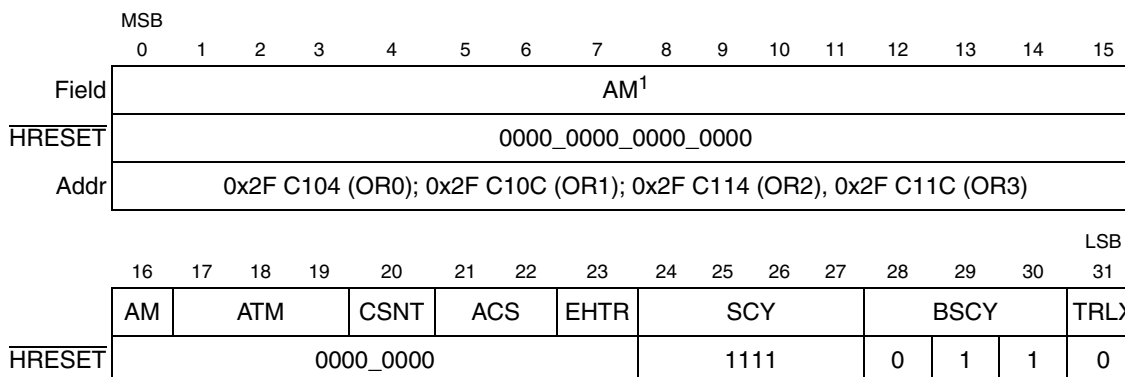 MSB
0 1 2 3 4 5 6 7 8 9 10 11 12 13 14 15
Field AM1
HRESET 0000_0000_0000_0000
Addr 0x2F C104 (OR0); 0x2F C10C (OR1); 0x2F C114 (OR2), 0x2F C11C (OR3)
LSB
16 17 18 19 20 21 22 23 24 25 26 27 28 29 30 31
AM ATM CSNT ACS EHTR SCY BSCY TRLX
HRESET 0000_0000 1111 0 1 1 0